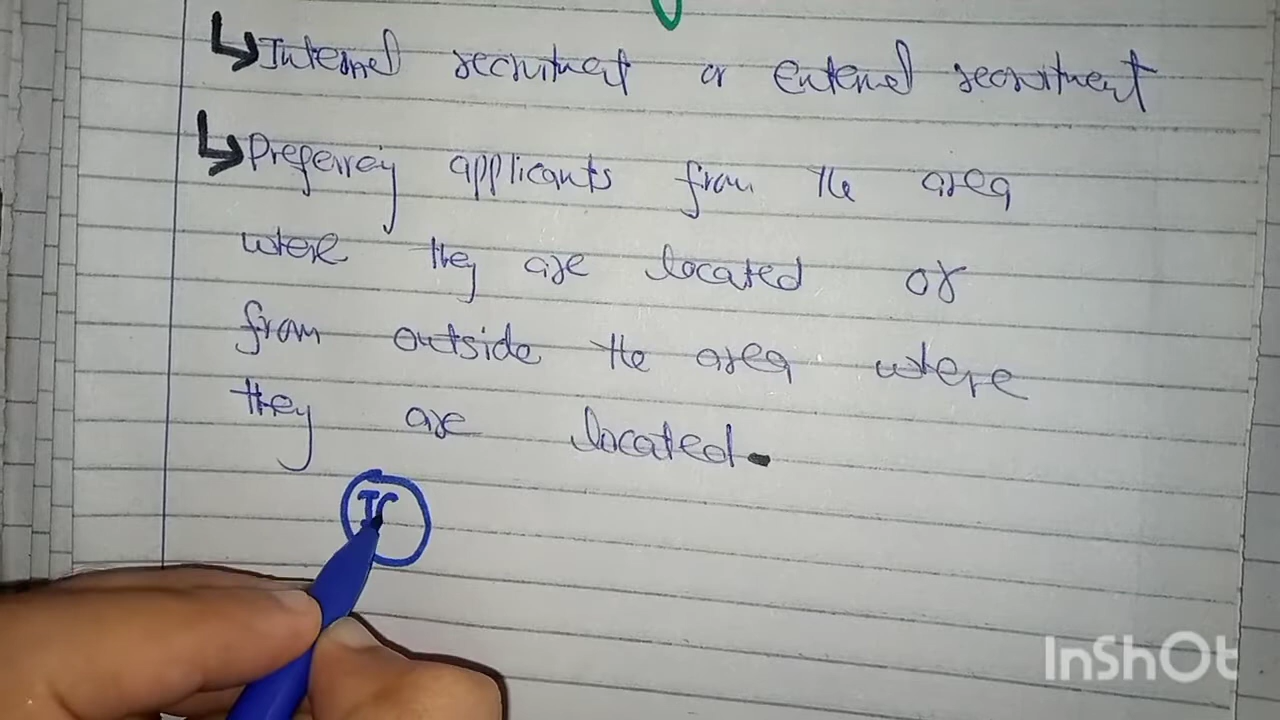 ↳ Internal recruitment or external recruitment
↳ Preferring applicants from the area
where they are located or
from outside the area where
they are located.
IC
InShOt